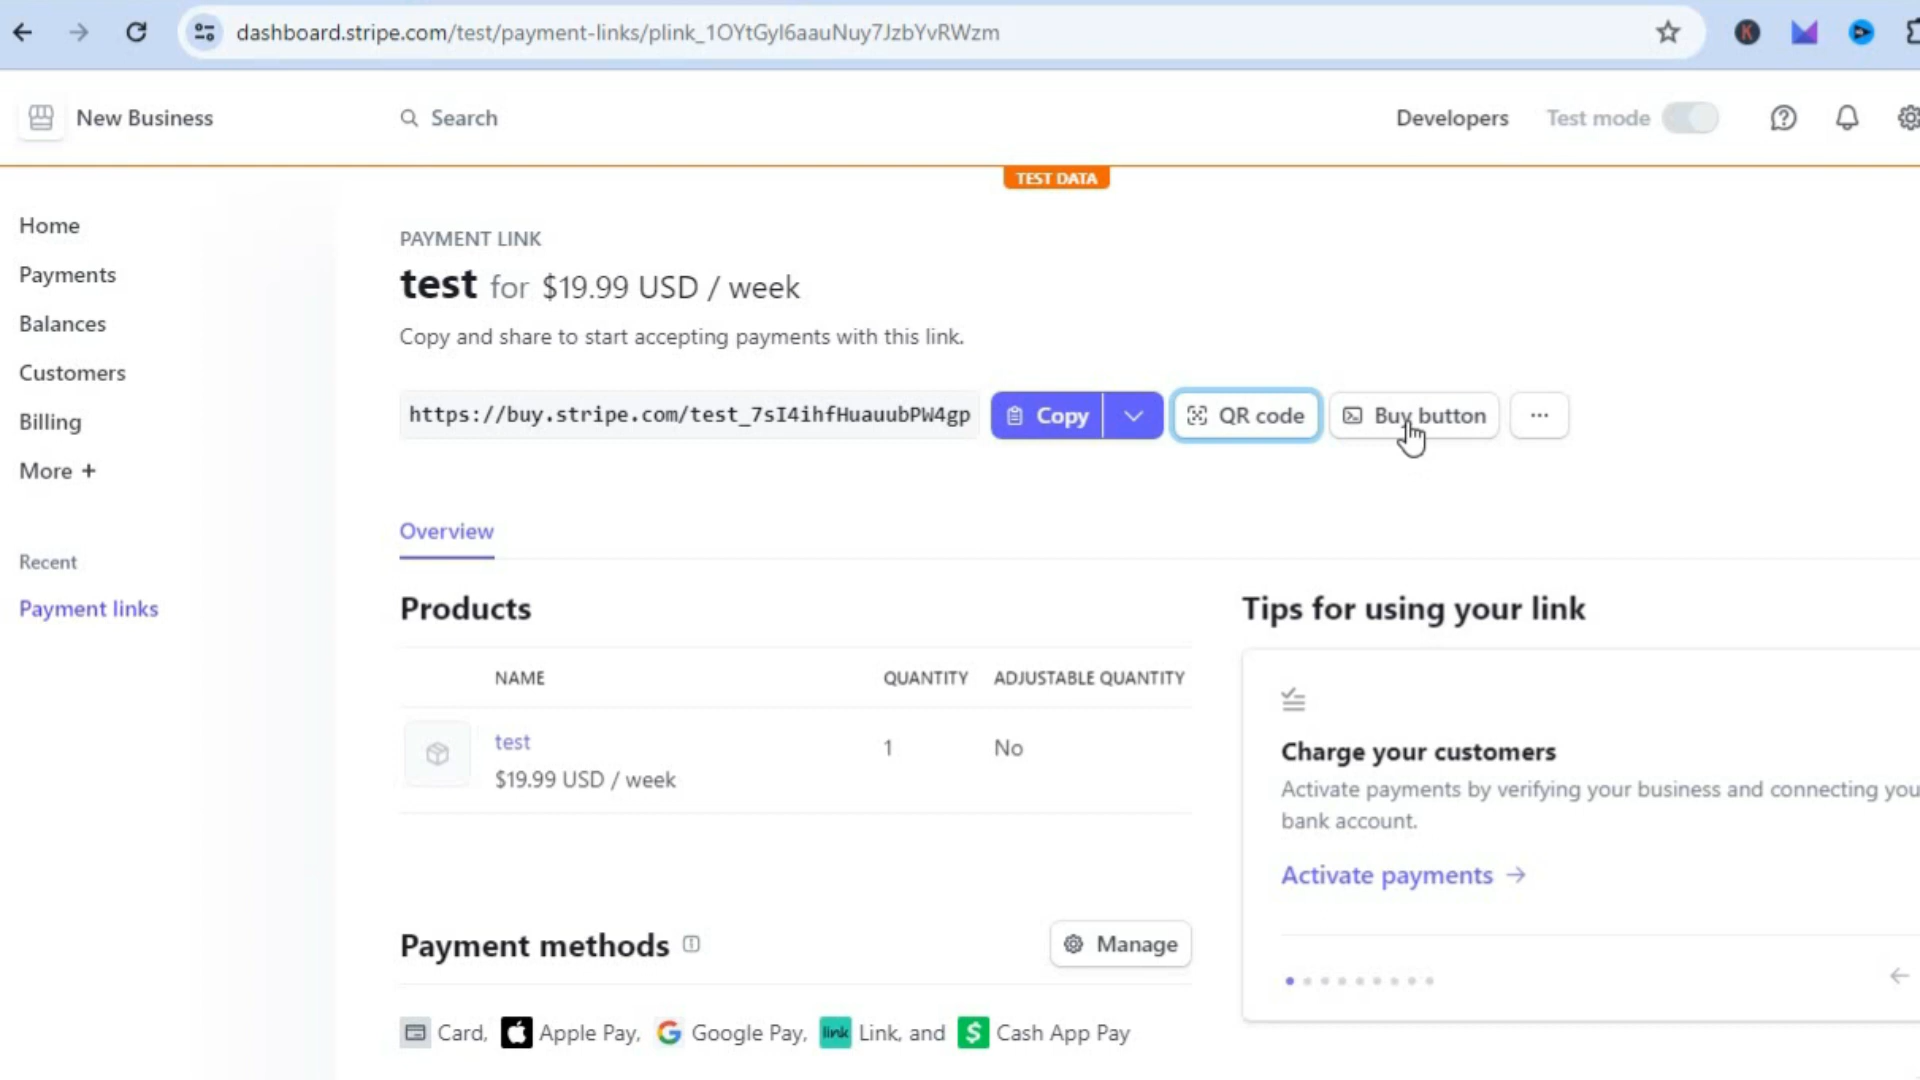 dashboard.stripe.com/test/payment-links/plink_1OYtGyI6aauNuy7JzbYvRWzm
K
New Business
Search
Developers
Test mode
TEST DATA
Home
Payments
Balances
Customers
Billing
More +
Recent
Payment links
PAYMENT LINK
test for $19.99 USD / week
Copy and share to start accepting payments with this link.
https://buy.stripe.com/test_7sI4ihfHuauubPW4gp
Copy
QR code
Buy button
...
Overview
Products
NAME QUANTITY ADJUSTABLE QUANTITY
test 1 No
$19.99 USD / week
Payment methods
Manage
Card, Apple Pay, Google Pay, link Link, and $ Cash App Pay
Tips for using your link
Charge your customers
Activate payments by verifying your business and connecting you
bank account.
Activate payments →